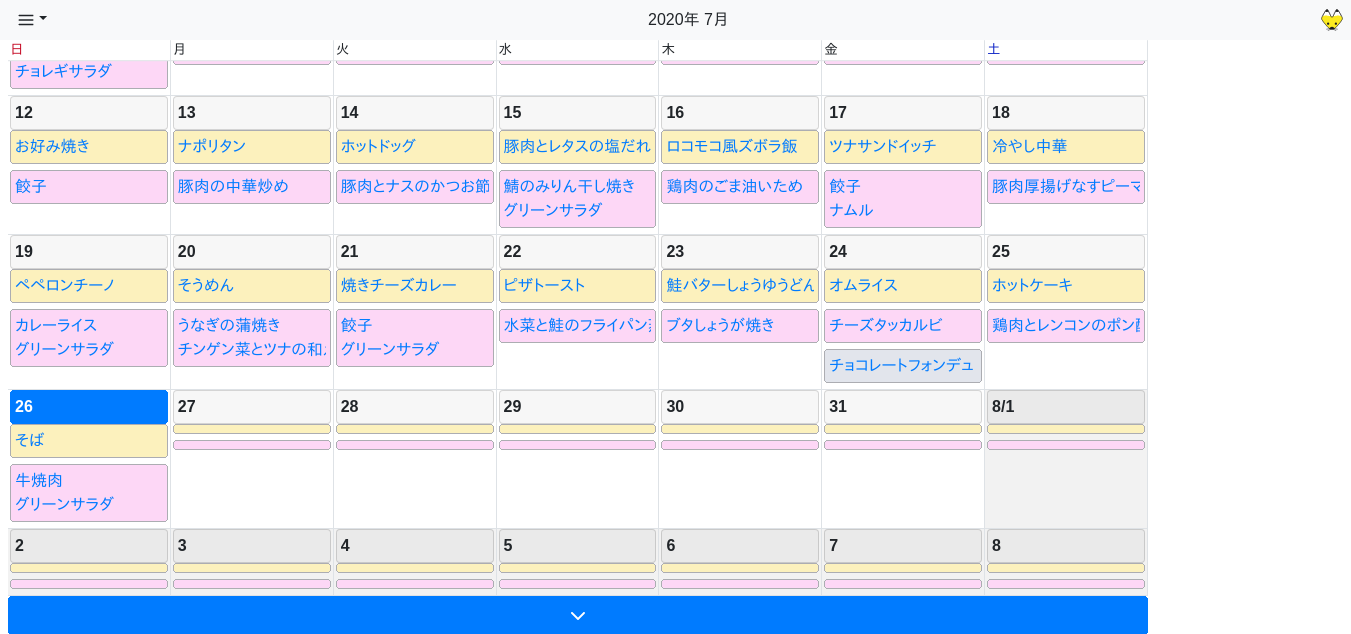 2020年 7月
日 月 火 水 木 金 土
チョレギサラダ
12 13 14 15 16 17 18
お好み焼き ナポリタン ホットドッグ 豚肉とレタスの塩だれ ロコモコ風ズボラ飯 ツナサンドイッチ 冷やし中華
餃子 豚肉の中華炒め 豚肉とナスのかつお節 鯖のみりん干し焼き 鶏肉のごま油いため 餃子 豚肉厚揚げなすピーマ
グリーンサラダ ナムル
19 20 21 22 23 24 25
ペペロンチーノ そうめん 焼きチーズカレー ピザトースト 鮭バターしょうゆうどん オムライス ホットケーキ
カレーライス うなぎの蒲焼き 餃子 水菜と鮭のフライパン ブタしょうが焼き チーズタッカルビ 鶏肉とレンコンのポン
グリーンサラダ チンゲン菜とツナの和 グリーンサラダ
チョコレートフォンデュ
26 27 28 29 30 31 8/1
そば
牛焼肉
グリーンサラダ
2 3 4 5 6 7 8